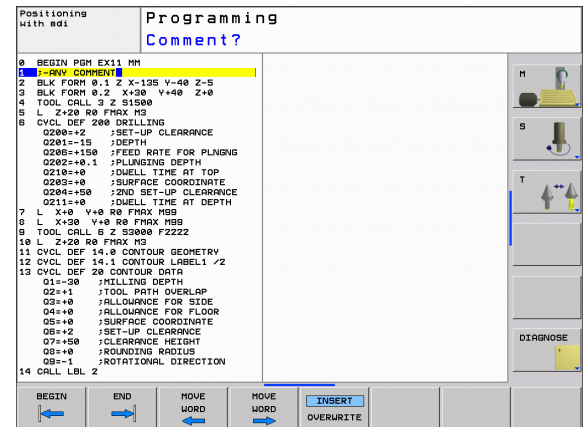 Positioning
with mdi
Programming
Comment?
0 BEGIN PGM EX11 MM
1 ;-ANY COMMENT
2 BLK FORM 0.1 Z X-135 Y-40 Z-5
3 BLK FORM 0.2 X+30 Y+40 Z+0
4 TOOL CALL 3 Z S1500
5 L Z+20 R0 FMAX M3
6 CYCL DEF 200 DRILLING
Q200=+2 ;SET-UP CLEARANCE
Q201=-15 ;DEPTH
Q206=+150 ;FEED RATE FOR PLNGNG
Q202=+0.1 ;PLUNGING DEPTH
Q210=+0 ;DWELL TIME AT TOP
Q203=+0 ;SURFACE COORDINATE
Q204=+50 ;2ND SET-UP CLEARANCE
Q211=+0 ;DWELL TIME AT DEPTH
7 L X+0 Y+0 R0 FMAX M99
8 L X+30 Y+0 R0 FMAX M99
9 TOOL CALL 6 Z S3000 F2222
10 L Z+20 R0 FMAX M3
11 CYCL DEF 14.0 CONTOUR GEOMETRY
12 CYCL DEF 14.1 CONTOUR LABEL1 /2
13 CYCL DEF 20 CONTOUR DATA
Q1=-30 ;MILLING DEPTH
Q2=+1 ;TOOL PATH OVERLAP
Q3=+0 ;ALLOWANCE FOR SIDE
Q4=+0 ;ALLOWANCE FOR FLOOR
Q5=+0 ;SURFACE COORDINATE
Q6=+2 ;SET-UP CLEARANCE
Q7=+50 ;CLEARANCE HEIGHT
Q8=+0 ;ROUNDING RADIUS
Q9=-1 ;ROTATIONAL DIRECTION
14 CALL LBL 2
M
S
T
DIAGNOSE
BEGIN
END
MOVE
WORD
MOVE
WORD
INSERT
OVERWRITE